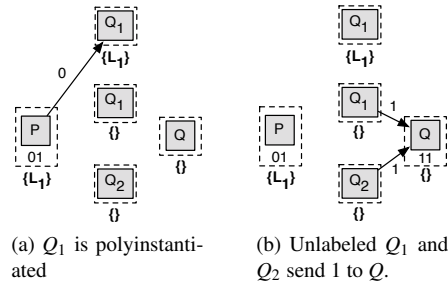 Q1
{L1}
0
Q1
{}
P
01
{L1}
Q
{}
Q2
{}
(a) Q1 is polyinstanti-
ated
Q1
{L1}
Q1
1
{}
P
01
{L1}
Q
11
{}
Q2
1
{}
(b) Unlabeled Q1 and
Q2 send 1 to Q.